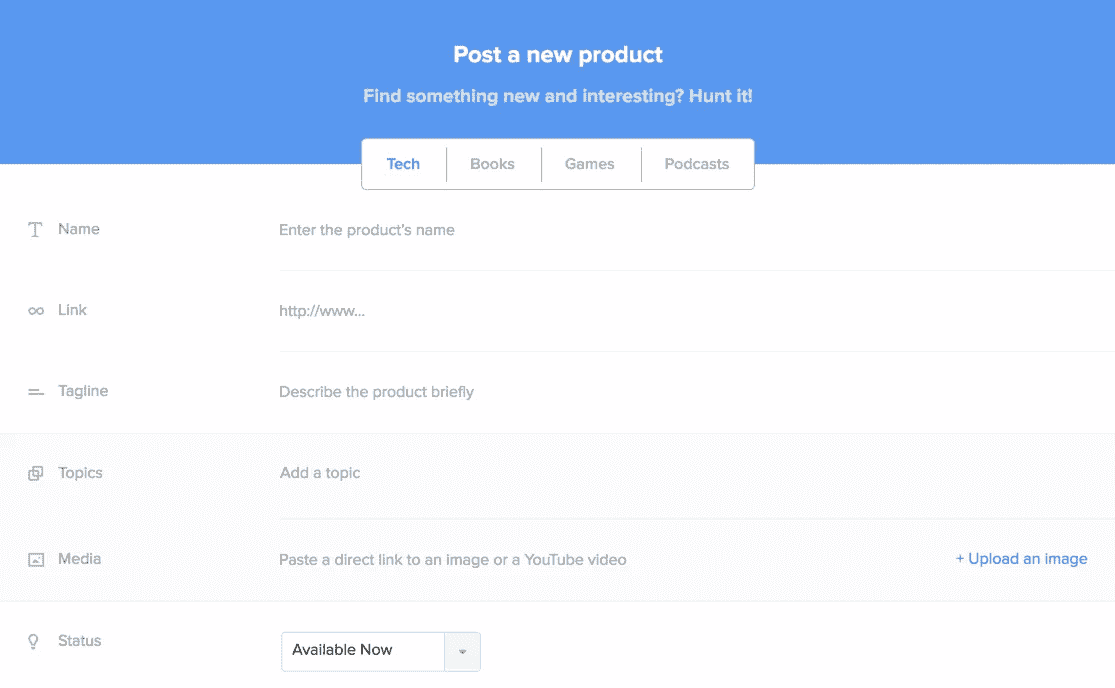 Post a new product
Find something new and interesting? Hunt it!
Tech Books Games Podcasts
Name Enter the product's name
Link http://www...
Tagline Describe the product briefly
Topics Add a topic
Media Paste a direct link to an image or a YouTube video + Upload an image
Status Available Now